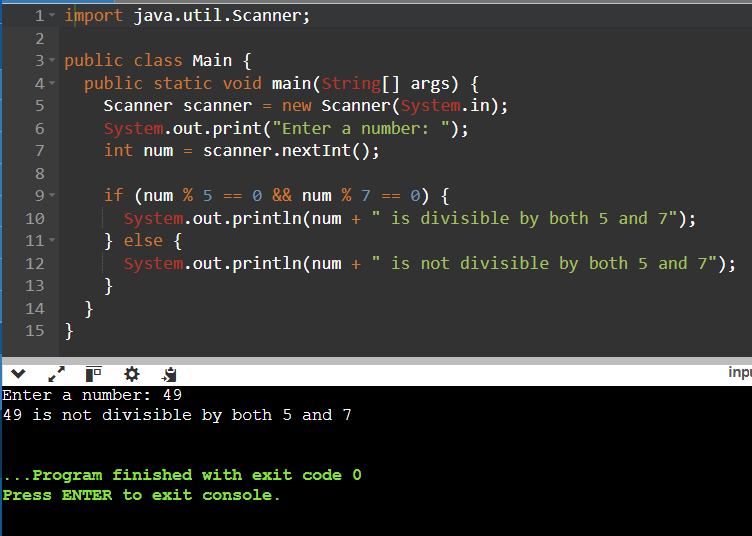 1 import java.util.Scanner;
2
3 public class Main {
4 public static void main(String[] args) {
5 Scanner scanner = new Scanner(System.in);
6 System.out.print("Enter a number: ");
7 int num = scanner.nextInt();
8
9 if (num % 5 == 0 && num % 7 == 0) {
10 System.out.println(num + " is divisible by both 5 and 7");
11 } else {
12 System.out.println(num + " is not divisible by both 5 and 7");
13 }
14 }
15 }
inpu
Enter a number: 49
49 is not divisible by both 5 and 7
...Program finished with exit code 0
Press ENTER to exit console.